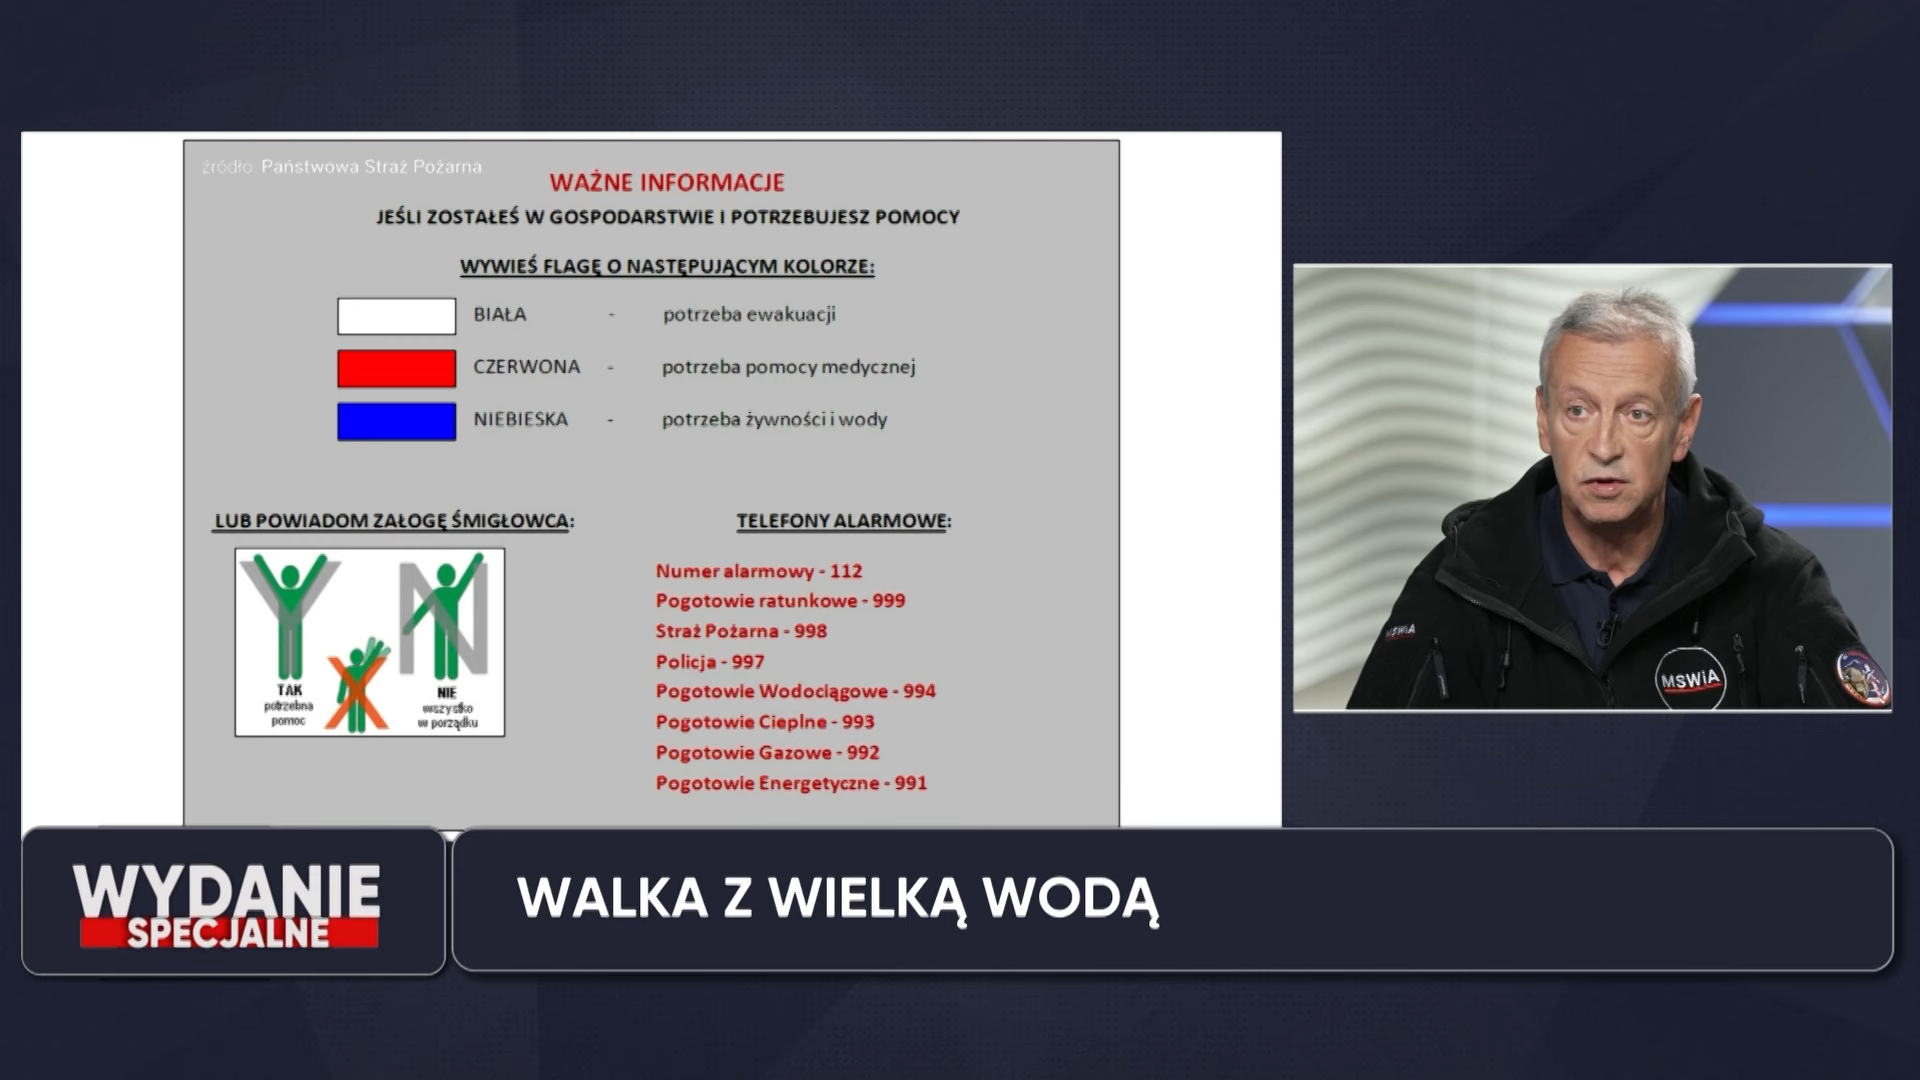 źródło: Państwowa Straż Pożarna
WAŻNE INFORMACJE
JEŚLI ZOSTAŁEŚ W GOSPODARSTWIE I POTRZEBUJESZ POMOCY
WYWIEŚ FLAGĘ O NASTĘPUJĄCYM KOLORZE:
BIAŁA - potrzeba ewakuacji
CZERWONA - potrzeba pomocy medycznej
NIEBIESKA - potrzeba żywności i wody
LUB POWIADOM ZAŁOGĘ ŚMIGŁOWCA:
Y N
X
TAK
potrzebna
pomoc
NIE
wszystko
w porządku
TELEFONY ALARMOWE:
Numer alarmowy - 112
Pogotowie ratunkowe - 999
Straż Pożarna - 998
Policja - 997
Pogotowie Wodociągowe - 994
Pogotowie Cieplne - 993
Pogotowie Gazowe - 992
Pogotowie Energetyczne - 991
MSWiA
MSWiA
WYDANIE
SPECJALNE
WALKA Z WIELKĄ WODĄ